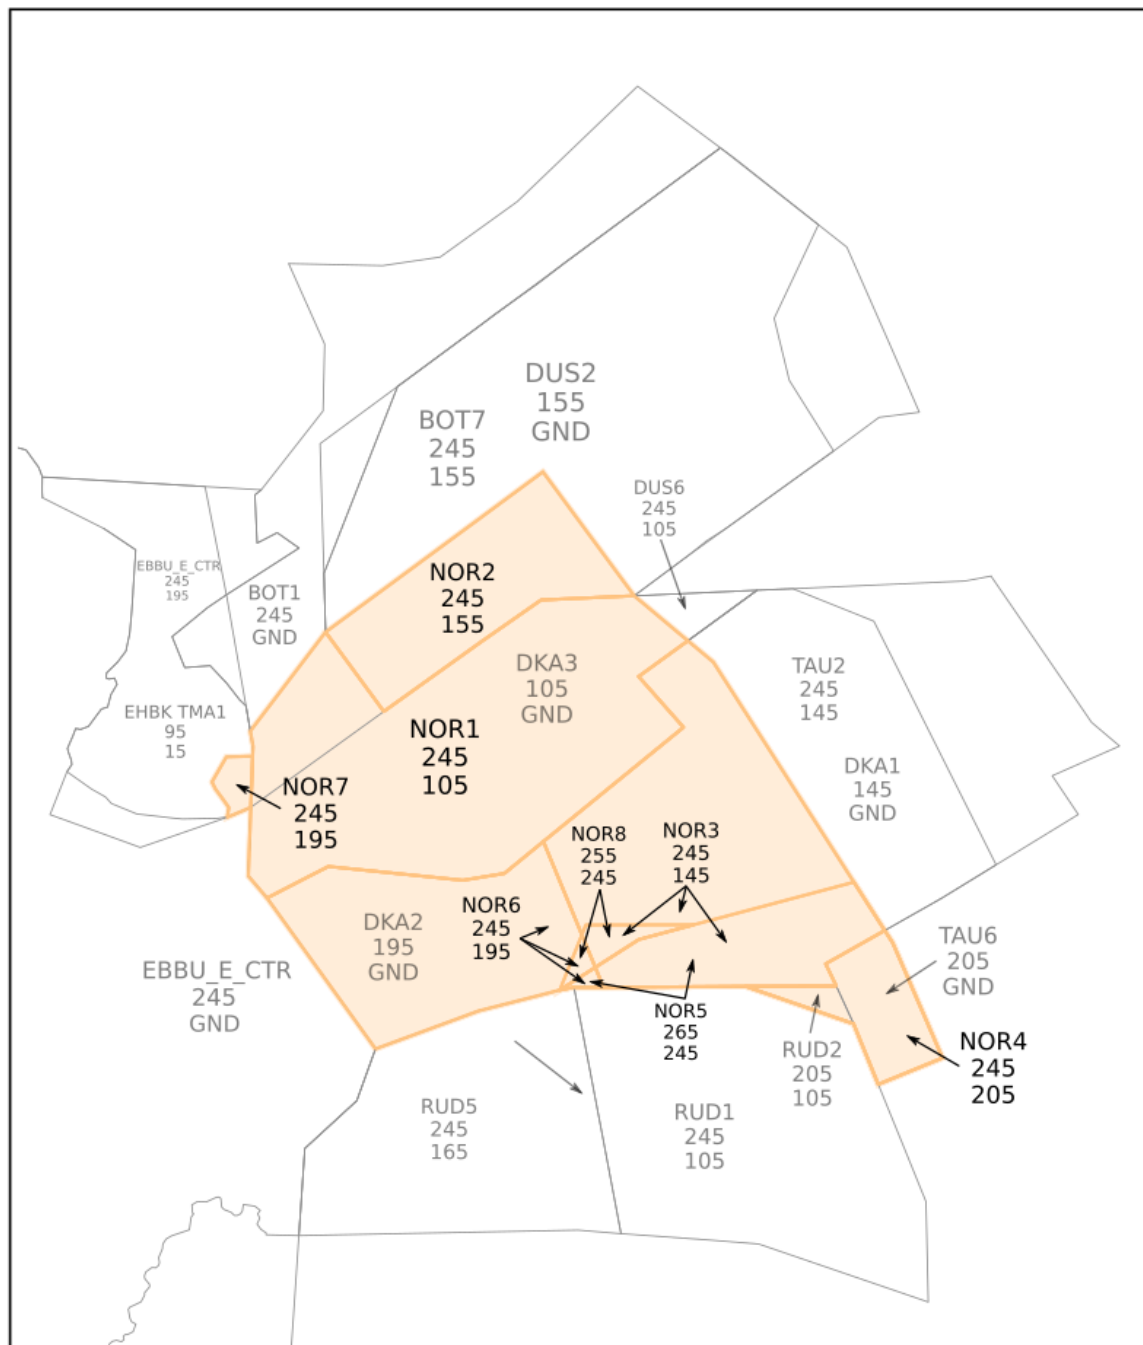 DUS2
155
GND
BOT7
245
155
DUS6
245
105
EBBU_E_CTR
245
195
BOT1
245
GND
NOR2
245
155
DKA3
105
GND
TAU2
245
145
EHBK TMA1
95
15
NOR1
245
105
DKA1
145
GND
NOR7
245
195
NOR8
255
245
NOR3
245
145
NOR6
245
195
DKA2
195
GND
EBBU_E_CTR
245
GND
TAU6
205
GND
NOR5
265
245
RUD2
205
105
NOR4
245
205
RUD5
245
165
RUD1
245
105